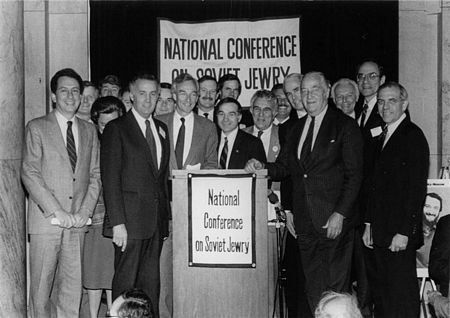 NATIONAL CONFERENCE
ON SOVIET JEWRY
National
Conference
on Soviet Jewry